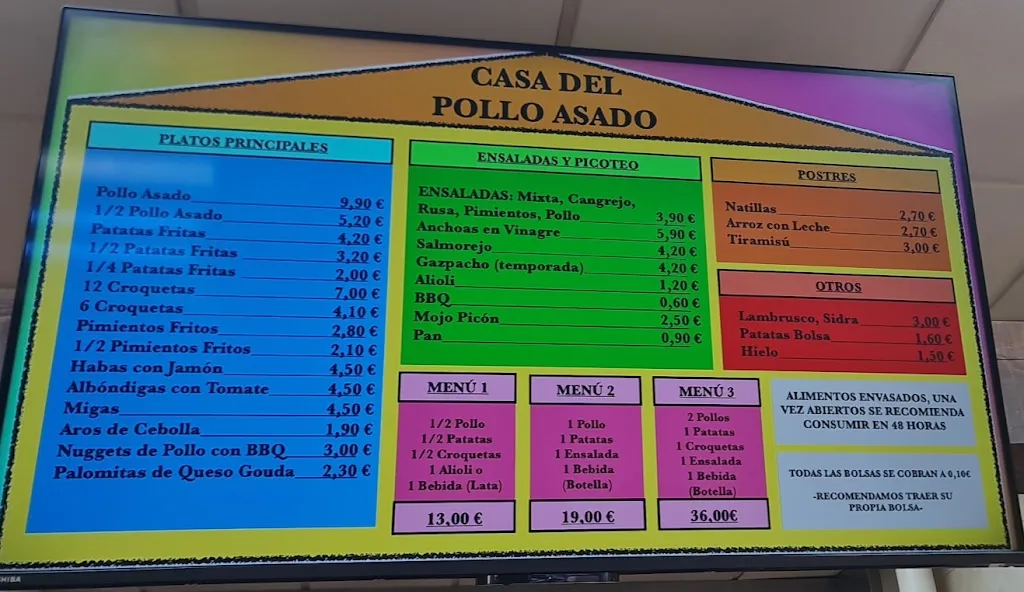 CASA DEL
POLLO ASADO
PLATOS PRINCIPALES
Pollo Asado 9,90 €
1/2 Pollo Asado 5,20 €
Patatas Fritas 4,20 €
1/2 Patatas Fritas 3,20 €
1/4 Patatas Fritas 2,00 €
12 Croquetas 7,00 €
6 Croquetas 4,10 €
Pimientos Fritos 2,80 €
1/2 Pimientos Fritos 2,10 €
Habas con Jamón 4,50 €
Albóndigas con Tomate 4,50 €
Migas 4,50 €
Aros de Cebolla 1,90 €
Nuggets de Pollo con BBQ 3,00 €
Palomitas de Queso Gouda 2,30 €
ENSALADAS Y PICOTEO
ENSALADAS: Mixta, Cangrejo,
Rusa, Pimientos, Pollo 3,90 €
Anchoas en Vinagre 5,90 €
Salmorejo 4,20 €
Gazpacho (temporada) 4,20 €
Alioli 1,20 €
BBQ 0,60 €
Mojo Picón 2,50 €
Pan 0,90 €
POSTRES
Natillas 2,70 €
Arroz con Leche 2,70 €
Tiramisú 3,00 €
OTROS
Lambrusco, Sidra 3,00 €
Patatas Bolsa 1,60 €
Hielo 1,50 €
MENÚ 1
1/2 Pollo
1/2 Patatas
1/2 Croquetas
1 Alioli o
1 Bebida (Lata)
13,00 €
MENÚ 2
1 Pollo
1 Patatas
1 Ensalada
1 Bebida
(Botella)
19,00 €
MENÚ 3
2 Pollos
1 Patatas
1 Croquetas
1 Ensalada
1 Bebida
(Botella)
36,00€
ALIMENTOS ENVASADOS, UNA
VEZ ABIERTOS SE RECOMIENDA
CONSUMIR EN 48 HORAS
TODAS LAS BOLSAS SE COBRAN A 0,10€
-RECOMENDAMOS TRAER SU
PROPIA BOLSA-